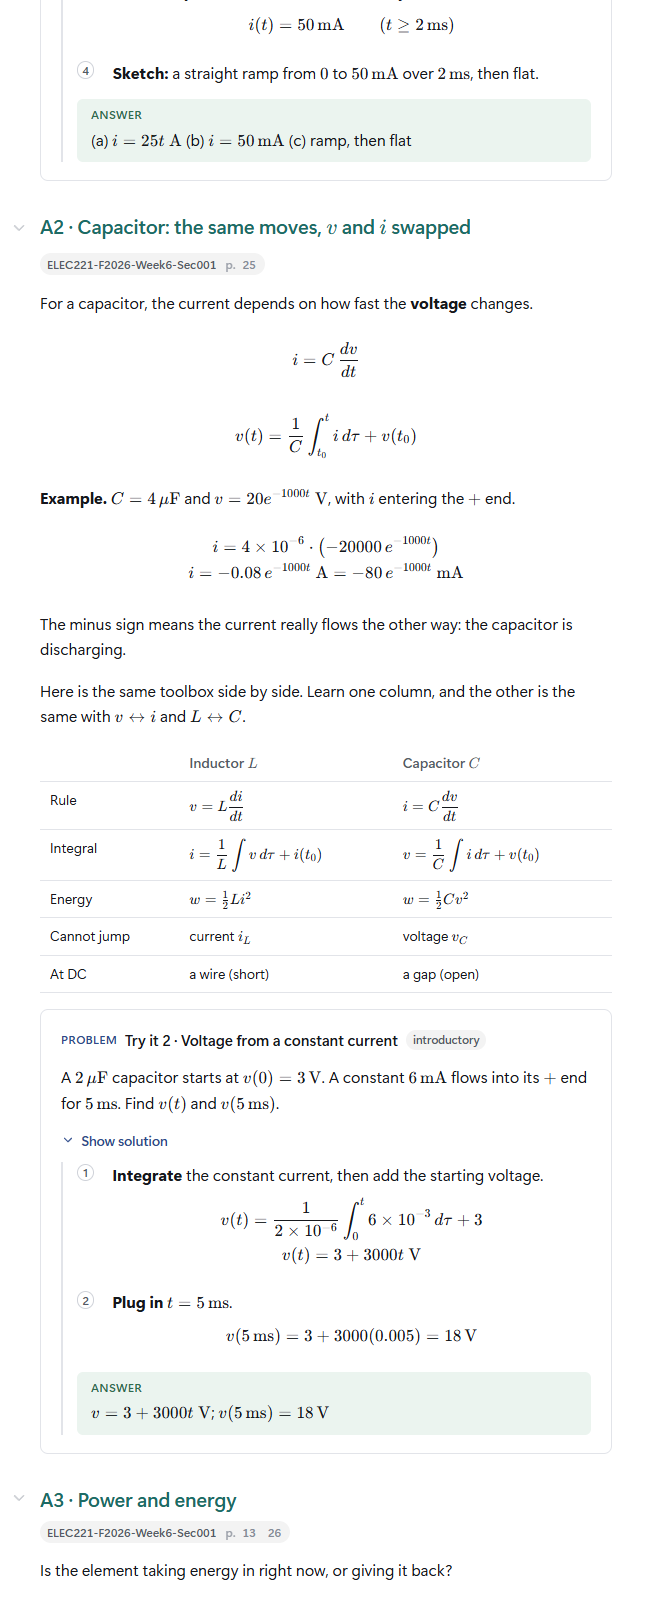 i(t) = 50 mA (t ≥ 2 ms)
4 Sketch: a straight ramp from 0 to 50 mA over 2 ms, then flat.
ANSWER
(a) i = 25t A (b) i = 50 mA (c) ramp, then flat
A2 · Capacitor: the same moves, v and i swapped
ELEC221-F2026-Week6-Sec001 p. 25
For a capacitor, the current depends on how fast the voltage changes.
i = C dv/dt
v(t) = 1/C ∫_{t₀}^{t} i dτ + v(t₀)
Example. C = 4 μF and v = 20e^{−1000t} V, with i entering the + end.
i = 4 × 10^{−6} · (−20000 e^{−1000t})
i = −0.08 e^{−1000t} A = −80 e^{−1000t} mA
The minus sign means the current really flows the other way: the capacitor is
discharging.
Here is the same toolbox side by side. Learn one column, and the other is the
same with v ↔ i and L ↔ C.
Inductor L Capacitor C
Rule v = L di/dt i = C dv/dt
Integral i = 1/L ∫ v dτ + i(t₀) v = 1/C ∫ i dτ + v(t₀)
Energy w = ½Li² w = ½Cv²
Cannot jump current i_L voltage v_C
At DC a wire (short) a gap (open)
PROBLEM Try it 2 · Voltage from a constant current introductory
A 2 μF capacitor starts at v(0) = 3 V. A constant 6 mA flows into its + end
for 5 ms. Find v(t) and v(5 ms).
Show solution
1 Integrate the constant current, then add the starting voltage.
v(t) = 1/(2 × 10^{−6}) ∫_{0}^{t} 6 × 10^{−3} dτ + 3
v(t) = 3 + 3000t V
2 Plug in t = 5 ms.
v(5 ms) = 3 + 3000(0.005) = 18 V
ANSWER
v = 3 + 3000t V; v(5 ms) = 18 V
A3 · Power and energy
ELEC221-F2026-Week6-Sec001 p. 13 26
Is the element taking energy in right now, or giving it back?